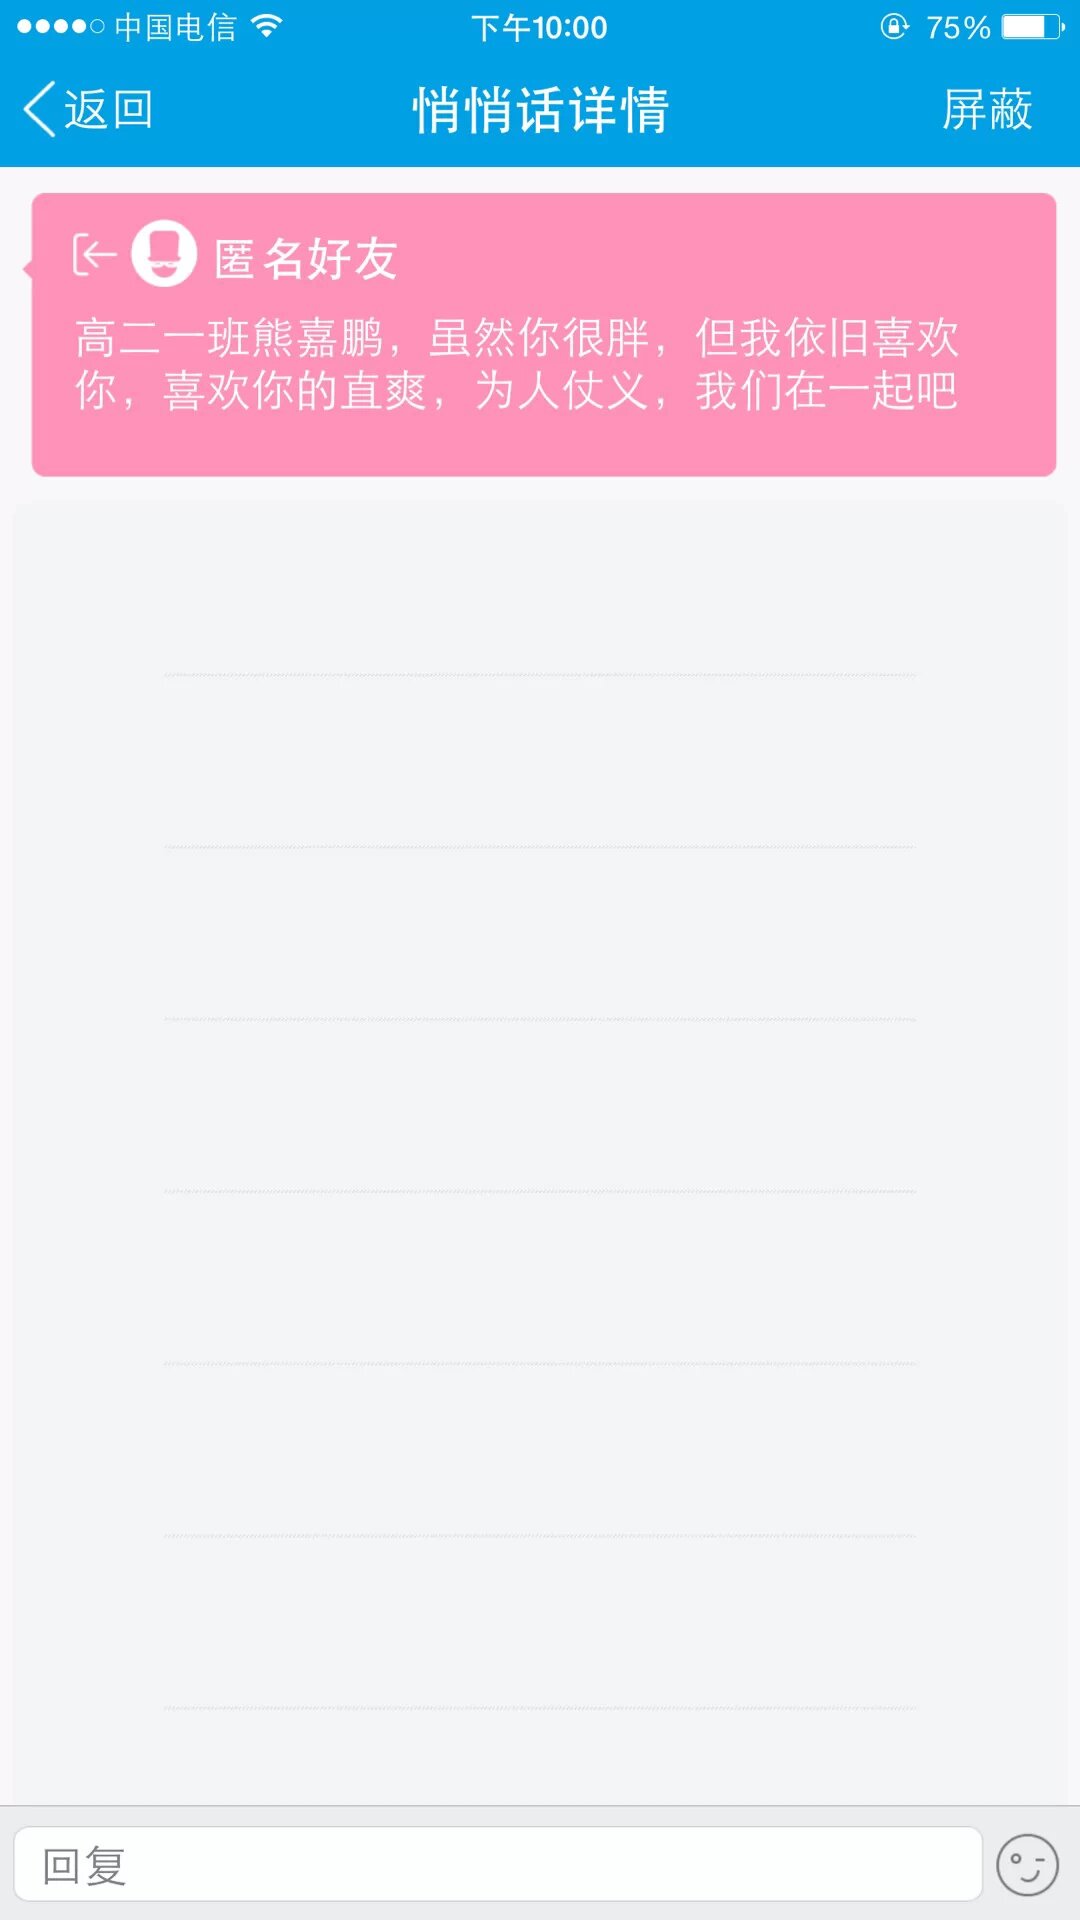 中国电信 下午10:00 75%
返回 悄悄话详情 屏蔽
匿名好友
高二一班熊嘉鹏，虽然你很胖，但我依旧喜欢
你，喜欢你的直爽，为人仗义，我们在一起吧
回复